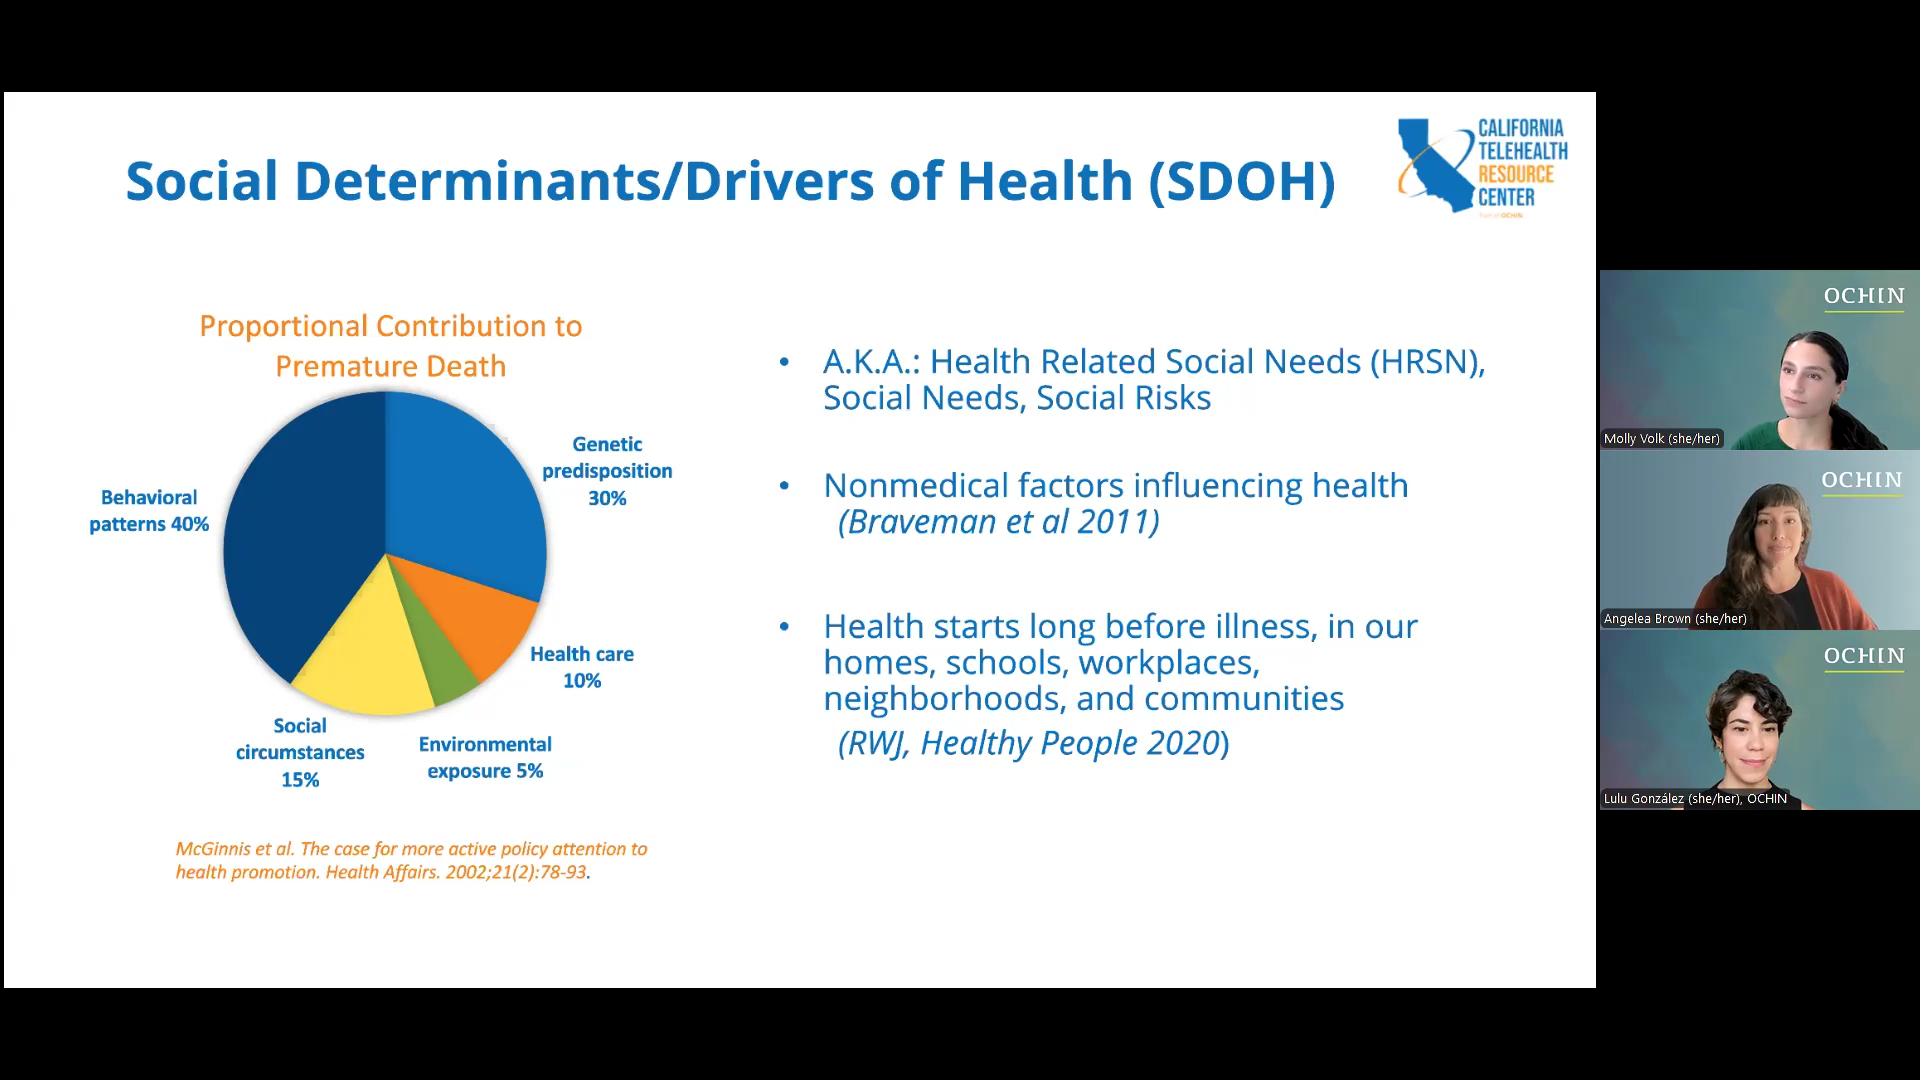 Social Determinants/Drivers of Health (SDOH)
CALIFORNIA
TELEHEALTH
RESOURCE
CENTER
Part of OCHIN
Proportional Contribution to
Premature Death
Genetic
predisposition
30%
Behavioral
patterns 40%
Health care
10%
Social
circumstances
15%
Environmental
exposure 5%
McGinnis et al. The case for more active policy attention to
health promotion. Health Affairs. 2002;21(2):78-93.
• A.K.A.: Health Related Social Needs (HRSN),
Social Needs, Social Risks
• Nonmedical factors influencing health
(Braveman et al 2011)
• Health starts long before illness, in our
homes, schools, workplaces,
neighborhoods, and communities
(RWJ, Healthy People 2020)
OCHIN
Molly Volk (she/her)
OCHIN
Angelea Brown (she/her)
OCHIN
Lulu González (she/her), OCHIN